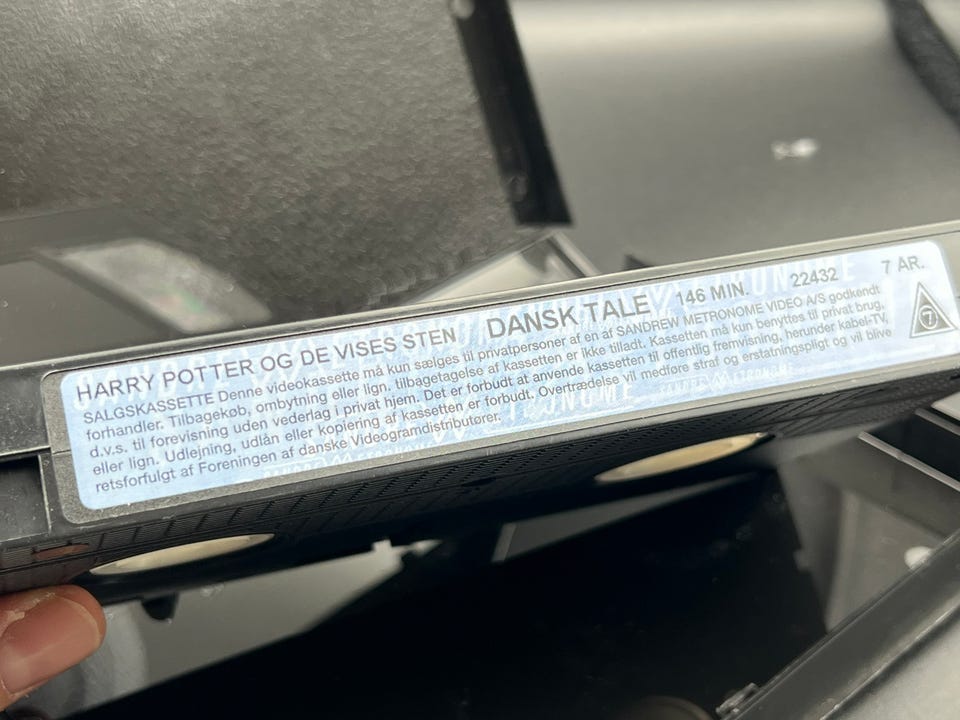 HARRY POTTER OG DE VISES STEN DANSK TALE 146 MIN. 22432 7 AR.
SALGSKASSETTE Denne videokassette må kun sælges til privatpersoner af en af SANDREW METRONOME VIDEO A/S godkendt
forhandler. Tilbagekøb, ombytning eller lign. tilbagetagelse af kassetten er ikke tilladt. Kassetten må kun benyttes til privat brug,
d.v.s. til forevisning uden vederlag i privat hjem. Det er forbudt at anvende kassetten til offentlig fremvisning, herunder kabel-TV,
eller lign. Udlejning, udlån eller kopiering af kassetten er forbudt. Overtrædelse vil medføre straf og erstatningspligt og vil blive
retsforfulgt af Foreningen af danske Videogramdistributører.
7